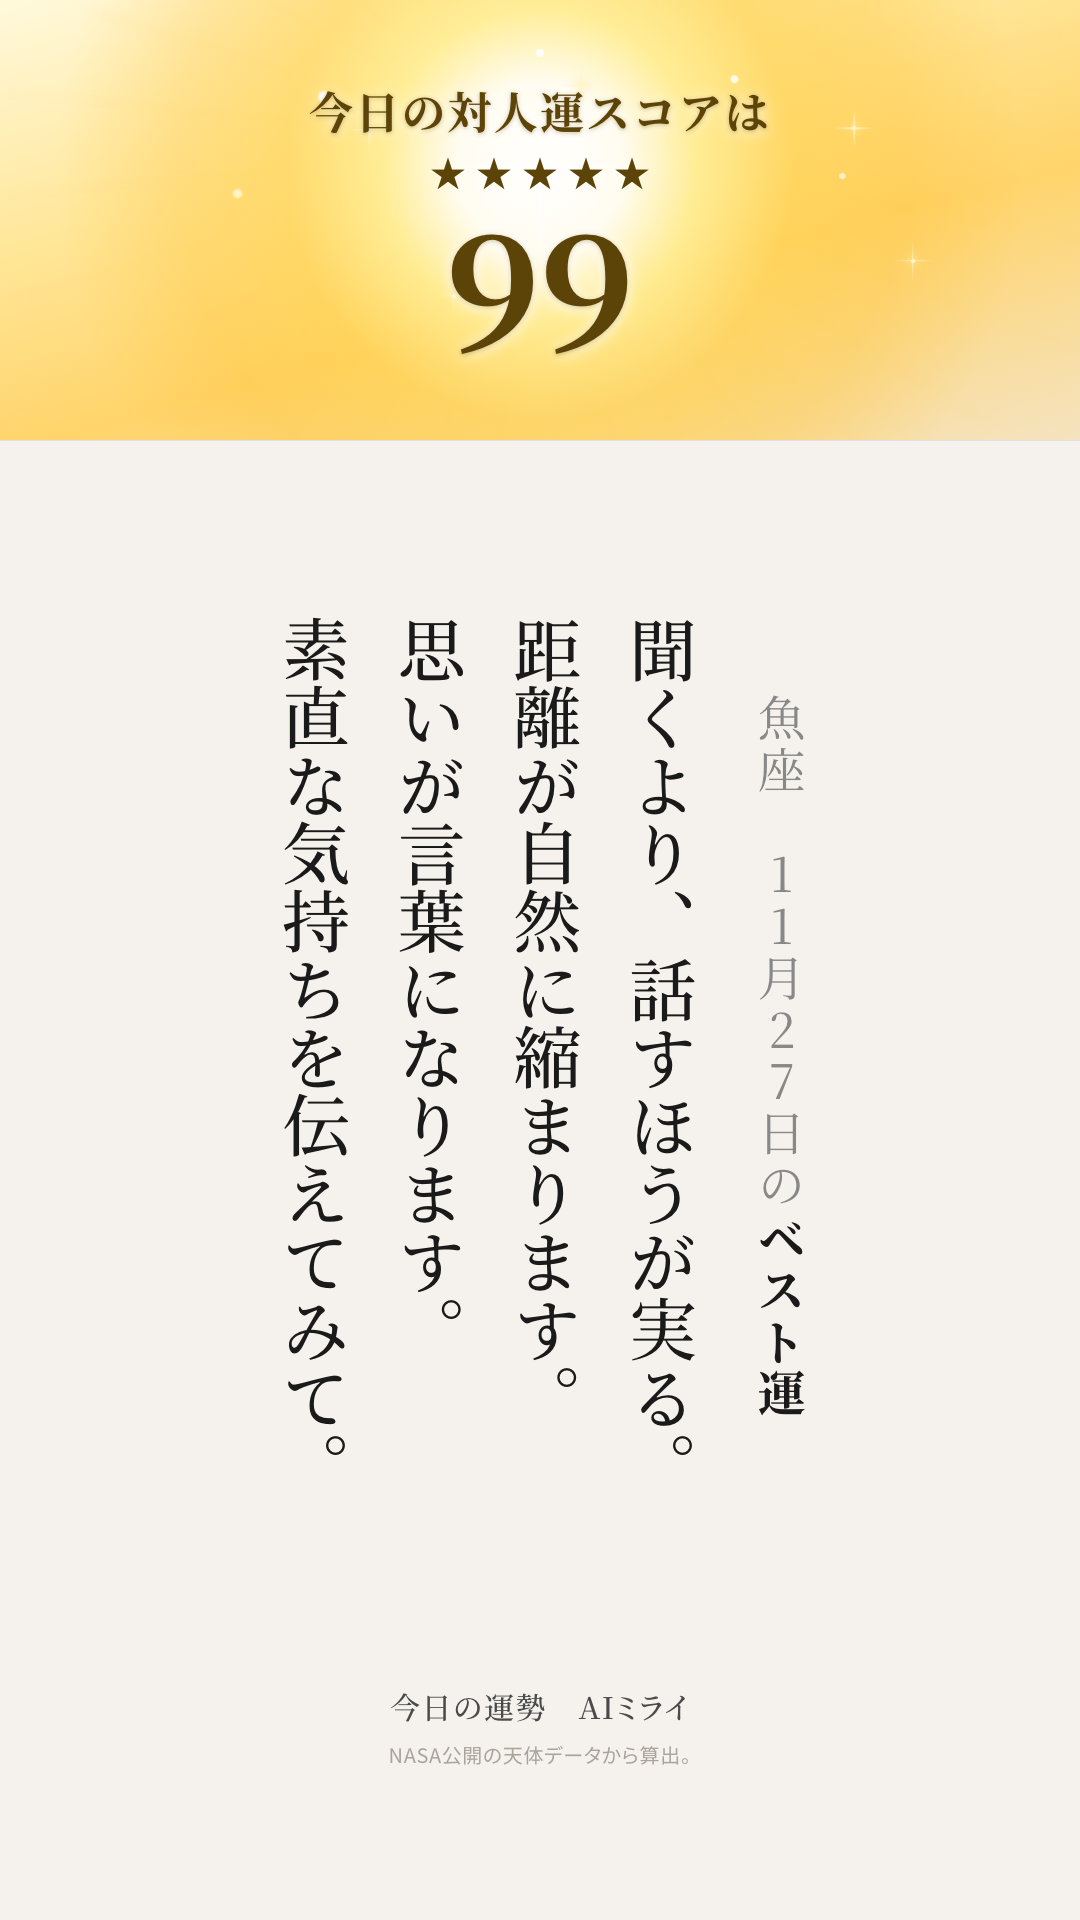 今日の対人運スコアは
★★★★★
99
魚座　11月27日のベスト運
聞くより、話すほうが実る。
距離が自然に縮まります。
思いが言葉になります。
素直な気持ちを伝えてみて。
今日の運勢　AIミライ
NASA公開の天体データから算出。